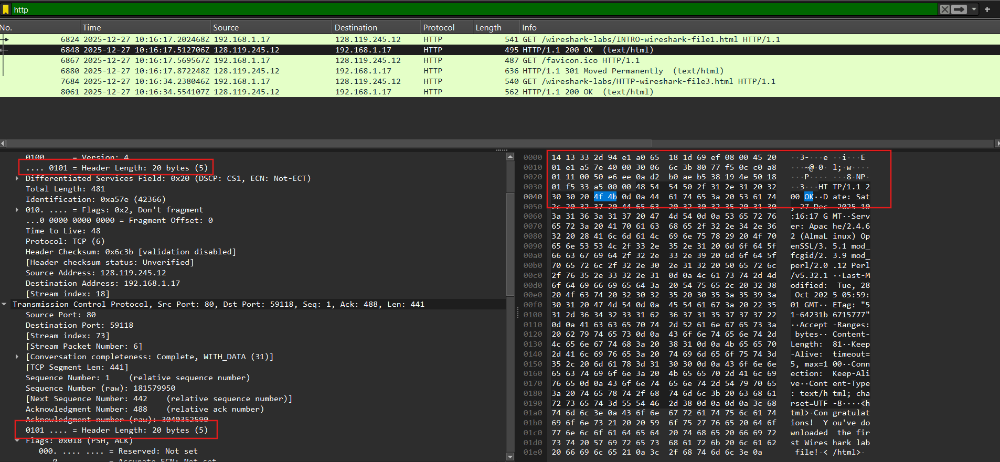 http
No. Time Source Destination Protocol Length Info
6824 2025-12-27 10:16:17.202468Z 192.168.1.17 128.119.245.12 HTTP 541 GET /wireshark-labs/INTRO-wireshark-file1.html HTTP/1.1
6848 2025-12-27 10:16:17.512706Z 128.119.245.12 192.168.1.17 HTTP 495 HTTP/1.1 200 OK (text/html)
6867 2025-12-27 10:16:17.569567Z 192.168.1.17 128.119.245.12 HTTP 487 GET /favicon.ico HTTP/1.1
6880 2025-12-27 10:16:17.872248Z 128.119.245.12 192.168.1.17 HTTP 636 HTTP/1.1 301 Moved Permanently (text/html)
7684 2025-12-27 10:16:34.238046Z 192.168.1.17 128.119.245.12 HTTP 540 GET /wireshark-labs/HTTP-wireshark-file3.html HTTP/1.1
8061 2025-12-27 10:16:34.554107Z 128.119.245.12 192.168.1.17 HTTP 562 HTTP/1.1 200 OK (text/html)
0100 .... = Version: 4
.... 0101 = Header Length: 20 bytes (5)
Differentiated Services Field: 0x20 (DSCP: CS1, ECN: Not-ECT)
Total Length: 481
Identification: 0xa57e (42366)
010. .... = Flags: 0x2, Don't fragment
...0 0000 0000 0000 = Fragment Offset: 0
Time to Live: 48
Protocol: TCP (6)
Header Checksum: 0x6c3b [validation disabled]
[Header checksum status: Unverified]
Source Address: 128.119.245.12
Destination Address: 192.168.1.17
[Stream index: 18]
Transmission Control Protocol, Src Port: 80, Dst Port: 59118, Seq: 1, Ack: 488, Len: 441
Source Port: 80
Destination Port: 59118
[Stream index: 73]
[Stream Packet Number: 6]
[Conversation completeness: Complete, WITH_DATA (31)]
[TCP Segment Len: 441]
Sequence Number: 1 (relative sequence number)
Sequence Number (raw): 181579950
[Next Sequence Number: 442 (relative sequence number)]
Acknowledgment Number: 488 (relative ack number)
Acknowledgment number (raw): 3040352590
0101 .... = Header Length: 20 bytes (5)
Flags: 0x018 (PSH, ACK)
000. .... .... = Reserved: Not set
...0 .... .... = Accurate ECN: Not set
0000 14 13 33 2d 94 e1 a0 65 18 1d 69 ef 08 00 45 20 ··3-···e ··i···E
0010 01 e1 a5 7e 40 00 30 06 6c 3b 80 77 f5 0c c0 a8 ···~@·0· l;·w····
0020 01 11 00 50 e6 ee 0a d2 b0 ae b5 38 19 4e 50 18 ···P···· ···8·NP·
0030 01 f5 33 a5 00 00 48 54 54 50 2f 31 2e 31 20 32 ··3···HT TP/1.1 2
0040 30 30 20 4f 4b 0d 0a 44 61 74 65 3a 20 53 61 74 00 OK··D ate: Sat
0050 2c 20 32 37 20 44 65 63 20 32 30 32 35 20 31 30 , 27 Dec 2025 10
0060 3a 31 36 3a 31 37 20 47 4d 54 0d 0a 53 65 72 76 :16:17 G MT··Serv
0070 65 72 3a 20 41 70 61 63 68 65 2f 32 2e 34 2e 36 er: Apac he/2.4.6
0080 32 20 28 41 6c 6d 61 4c 69 6e 75 78 29 20 4f 70 2 (AlmaL inux) Op
0090 65 6e 53 53 4c 2f 33 2e 35 2e 31 20 6d 6f 64 5f enSSL/3. 5.1 mod_
00a0 66 63 67 69 64 2f 32 2e 33 2e 39 20 6d 6f 64 5f fcgid/2. 3.9 mod_
00b0 70 65 72 6c 2f 32 2e 30 2e 31 32 20 50 65 72 6c perl/2.0 .12 Perl
00c0 2f 76 35 2e 33 32 2e 31 0d 0a 4c 61 73 74 2d 4d /v5.32.1 ··Last-M
00d0 6f 64 69 66 69 65 64 3a 20 54 75 65 2c 20 32 38 odified: Tue, 28
00e0 20 4f 63 74 20 32 30 32 35 20 30 35 3a 35 39 3a Oct 202 5 05:59:
00f0 30 31 20 47 4d 54 0d 0a 45 54 61 67 3a 20 22 35 01 GMT·· ETag: "5
0100 31 2d 36 34 32 33 31 62 36 37 31 35 37 37 37 22 1-64231b 6715777"
0110 0d 0a 41 63 63 65 70 74 2d 52 61 6e 67 65 73 3a ··Accept -Ranges:
0120 20 62 79 74 65 73 0d 0a 43 6f 6e 74 65 6e 74 2d bytes·· Content-
0130 4c 65 6e 67 74 68 3a 20 38 31 0d 0a 4b 65 65 70 Length: 81··Keep
0140 2d 41 6c 69 76 65 3a 20 74 69 6d 65 6f 75 74 3d -Alive: timeout=
0150 35 2c 20 6d 61 78 3d 31 30 30 0d 0a 43 6f 6e 6e 5, max=1 00··Conn
0160 65 63 74 69 6f 6e 3a 20 4b 65 65 70 2d 41 6c 69 ection: Keep-Ali
0170 76 65 0d 0a 43 6f 6e 74 65 6e 74 2d 54 79 70 65 ve··Cont ent-Type
0180 3a 20 74 65 78 74 2f 68 74 6d 6c 3b 20 63 68 61 : text/h tml; cha
0190 72 73 65 74 3d 55 54 46 2d 38 0d 0a 0d 0a 3c 68 rset=UTF -8····<h
01a0 74 6d 6c 3e 0a 43 6f 6e 67 72 61 74 75 6c 61 74 tml>·Con gratulat
01b0 69 6f 6e 73 21 20 20 59 6f 75 27 76 65 20 64 6f ions! Y ou've do
01c0 77 6e 6c 6f 61 64 65 64 20 74 68 65 20 66 69 72 wnloaded the fir
01d0 73 74 20 57 69 72 65 73 68 61 72 6b 20 6c 61 62 st Wires hark lab
01e0 20 66 69 6c 65 21 0a 3c 2f 68 74 6d 6c 3e 0a file!·< /html>·